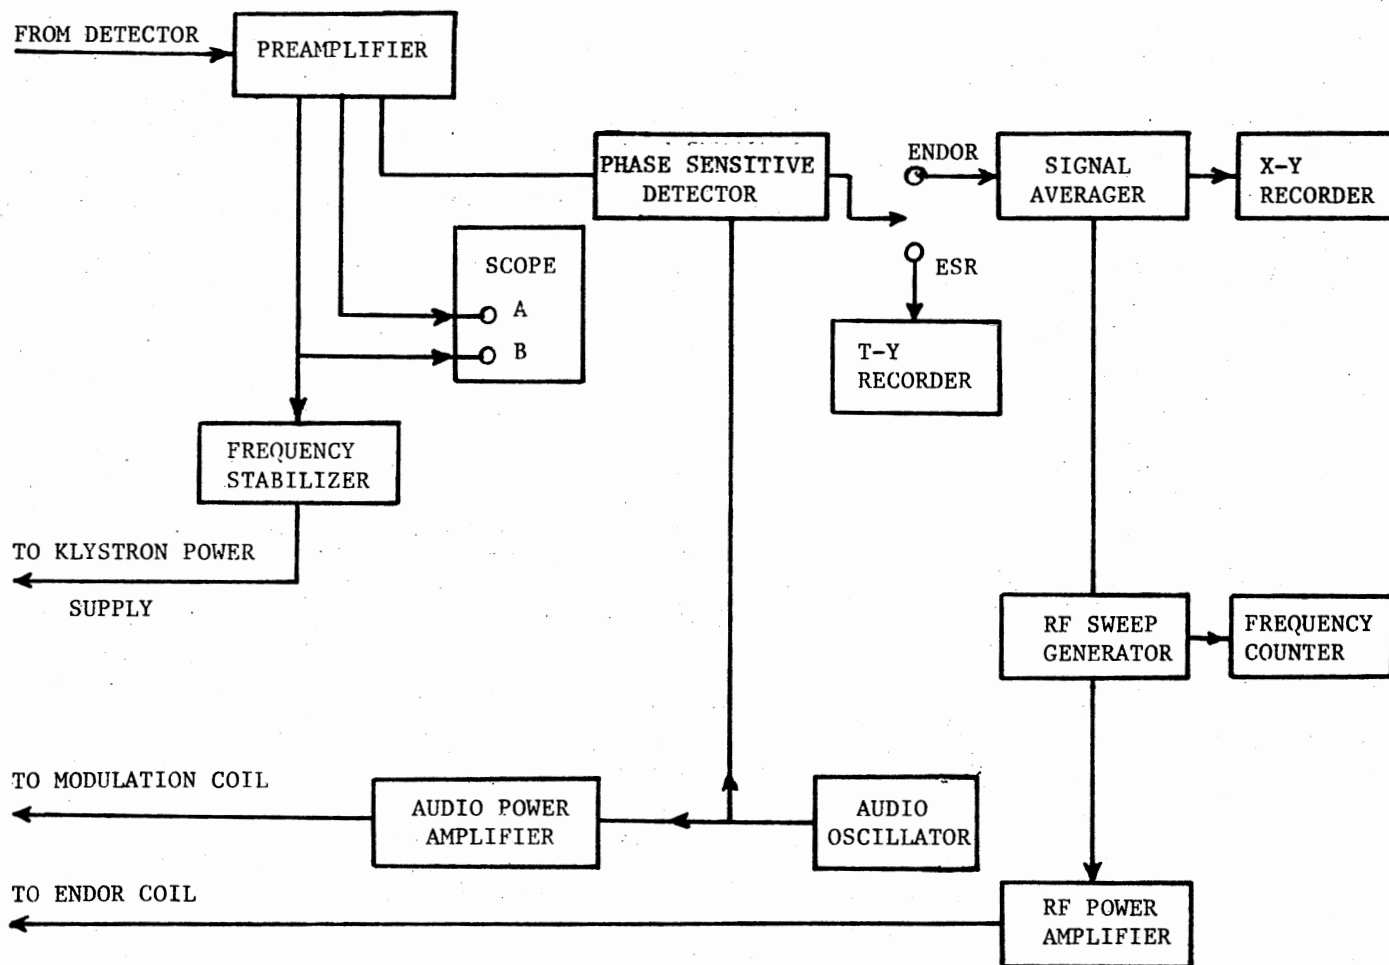 FROM DETECTOR
PREAMPLIFIER
PHASE SENSITIVE
DETECTOR
ENDOR
SIGNAL
AVERAGER
X-Y
RECORDER
SCOPE
A
B
ESR
T-Y
RECORDER
FREQUENCY
STABILIZER
TO KLYSTRON POWER
SUPPLY
RF SWEEP
GENERATOR
FREQUENCY
COUNTER
TO MODULATION COIL
AUDIO POWER
AMPLIFIER
AUDIO
OSCILLATOR
TO ENDOR COIL
RF POWER
AMPLIFIER